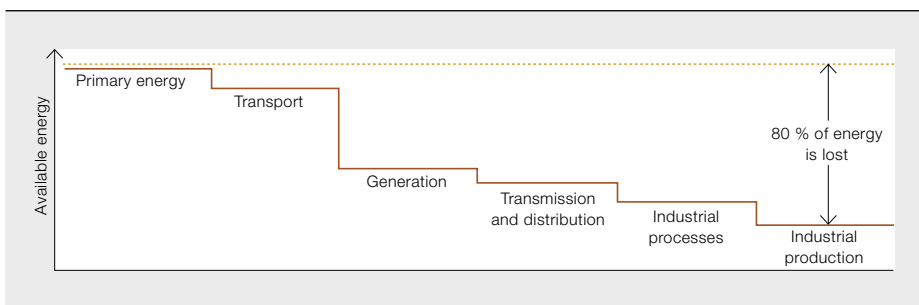 Available energy
Primary energy
Transport
Generation
Transmission
and distribution
Industrial
processes
80 % of energy
is lost
Industrial
production